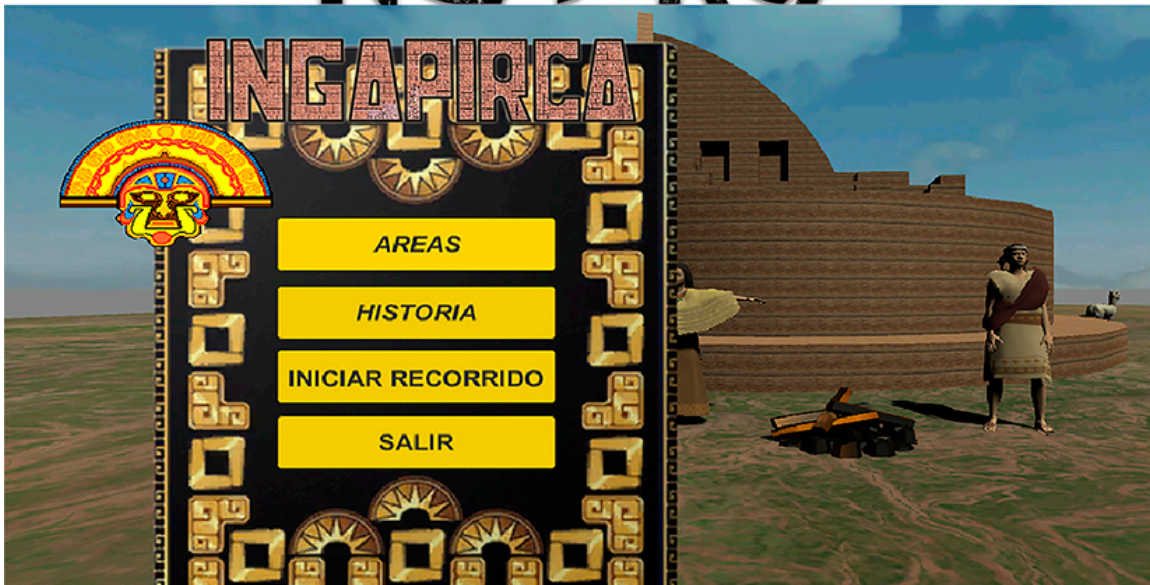 INGAPIRCA
AREAS
HISTORIA
INICIAR RECORRIDO
SALIR